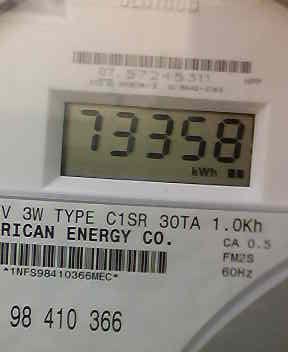 73358
kWh
V 3W TYPE C1SR 30TA 1.0Kh
RICAN ENERGY CO.
CA 0.5
FM2S
60Hz
*1NFS98410366MEC*
98 410 366